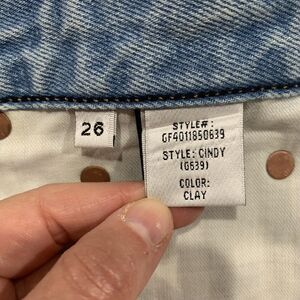 26
STYLE#:
GF4011850639
STYLE: CINDY
(G639)
COLOR:
CLAY